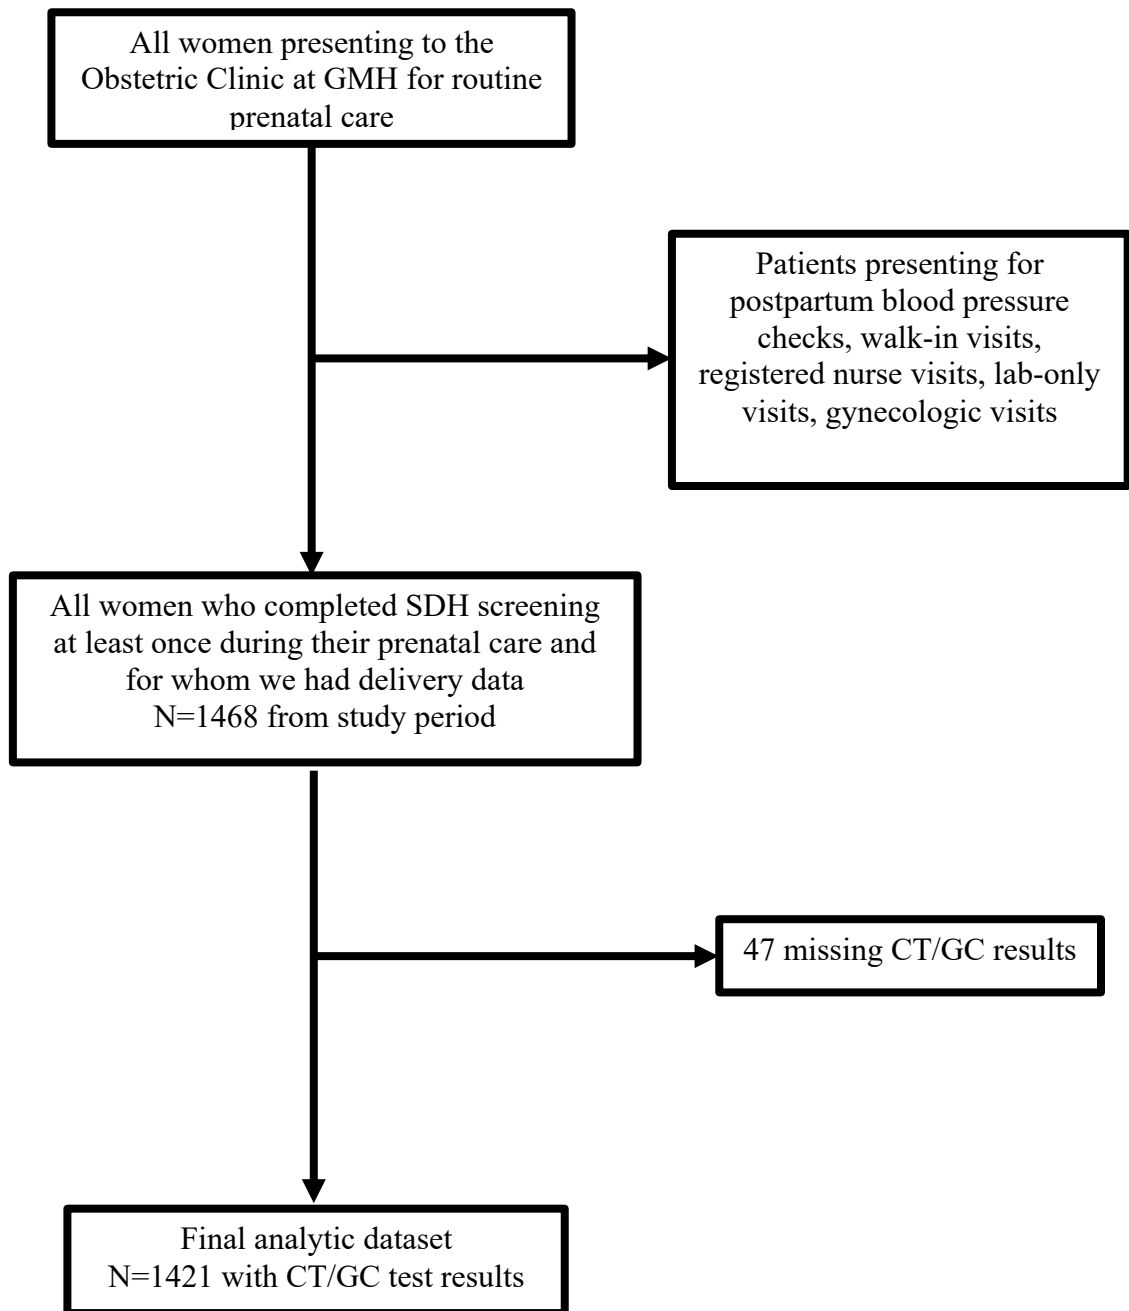 All women presenting to the
Obstetric Clinic at GMH for routine
prenatal care
Patients presenting for
postpartum blood pressure
checks, walk-in visits,
registered nurse visits, lab-only
visits, gynecologic visits
All women who completed SDH screening
at least once during their prenatal care and
for whom we had delivery data
N=1468 from study period
47 missing CT/GC results
Final analytic dataset
N=1421 with CT/GC test results